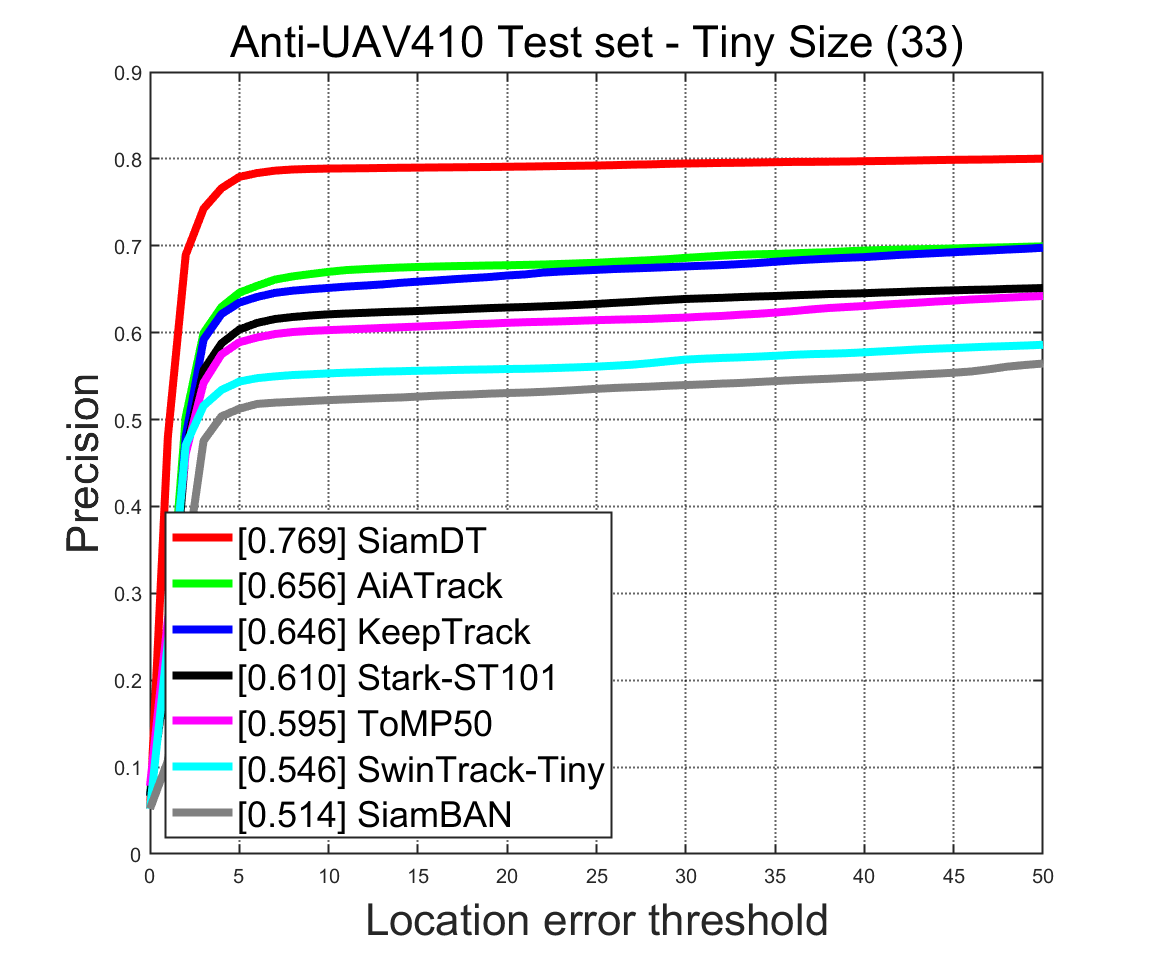 Anti-UAV410 Test set - Tiny Size (33)
0.9
0.8
0.7
0.6
0.5
0.4
0.3
0.2
0.1
0
Precision
[0.769] SiamDT
[0.656] AiATrack
[0.646] KeepTrack
[0.610] Stark-ST101
[0.595] ToMP50
[0.546] SwinTrack-Tiny
[0.514] SiamBAN
0 5 10 15 20 25 30 35 40 45 50
Location error threshold